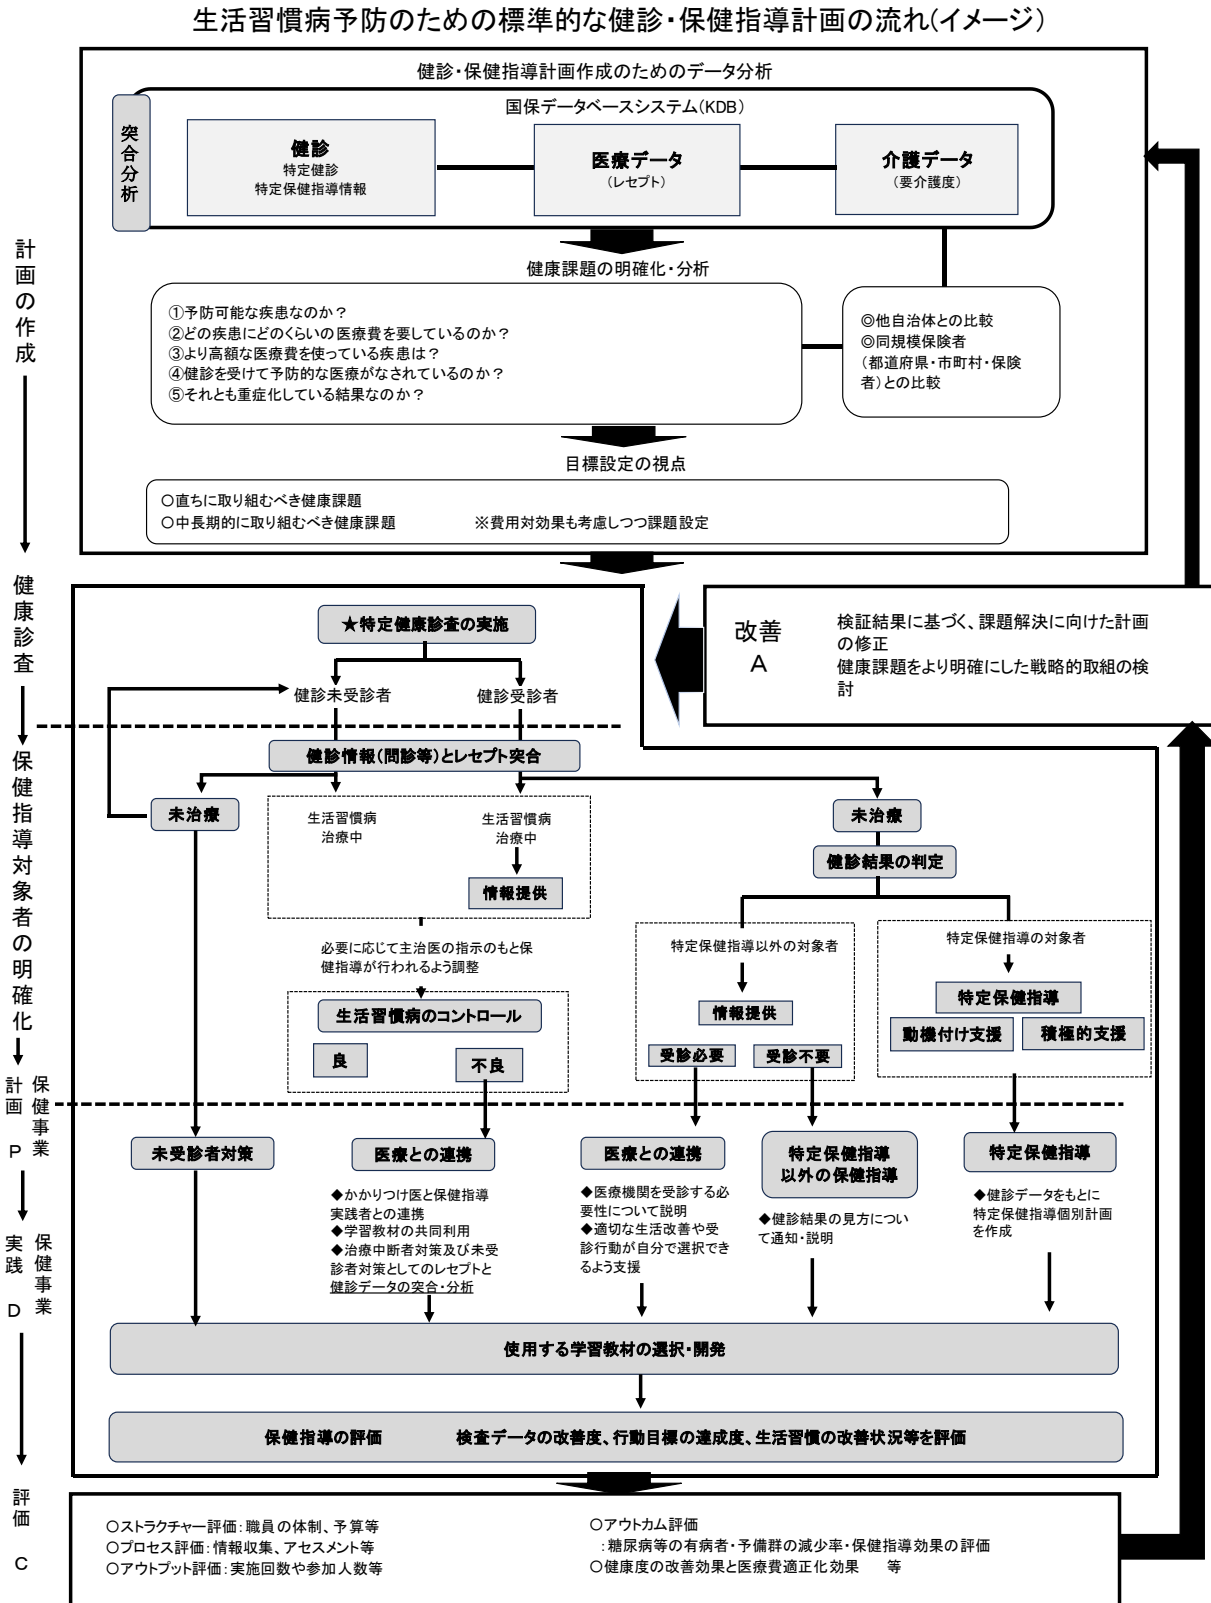 生活習慣病予防のための標準的な健診・保健指導計画の流れ(イメージ)
健診・保健指導計画作成のためのデータ分析
国保データベースシステム(KDB)
突合分析
健診
特定健診
特定保健指導情報
医療データ
(レセプト)
介護データ
(要介護度)
計画の作成
健康課題の明確化・分析
①予防可能な疾患なのか？
②どの疾患にどのくらいの医療費を要しているのか？
③より高額な医療費を使っている疾患は？
④健診を受けて予防的な医療がなされているのか？
⑤それとも重症化している結果なのか？
◎他自治体との比較
◎同規模保険者
(都道府県・市町村・保険
者)との比較
目標設定の視点
○直ちに取り組むべき健康課題
○中長期的に取り組むべき健康課題　※費用対効果も考慮しつつ課題設定
健康診査
★特定健康診査の実施
健診未受診者
健診受診者
改善
A
検証結果に基づく、課題解決に向けた計画
の修正
健康課題をより明確にした戦略的取組の検
討
保健指導対象者の明確化
健診情報(問診等)とレセプト突合
未治療
生活習慣病
治療中
生活習慣病
治療中
情報提供
未治療
健診結果の判定
必要に応じて主治医の指示のもと保
健指導が行われるよう調整
生活習慣病のコントロール
良
不良
特定保健指導以外の対象者
情報提供
受診必要
受診不要
特定保健指導の対象者
特定保健指導
動機付け支援
積極的支援
保健事業
計画 P
未受診者対策
医療との連携
◆かかりつけ医と保健指導
実践者との連携
◆学習教材の共同利用
◆治療中断者対策及び未受
診者対策としてのレセプトと
健診データの突合・分析
医療との連携
◆医療機関を受診する必
要性について説明
◆適切な生活改善や受
診行動が自分で選択でき
るよう支援
特定保健指導
以外の保健指導
◆健診結果の見方につい
て通知・説明
特定保健指導
◆健診データをもとに
特定保健指導個別計画
を作成
保健事業
実践 D
使用する学習教材の選択・開発
保健指導の評価　検査データの改善度、行動目標の達成度、生活習慣の改善状況等を評価
評価 C
○ストラクチャー評価:職員の体制、予算等
○プロセス評価:情報収集、アセスメント等
○アウトプット評価:実施回数や参加人数等
○アウトカム評価
:糖尿病等の有病者・予備群の減少率・保健指導効果の評価
○健康度の改善効果と医療費適正化効果　等